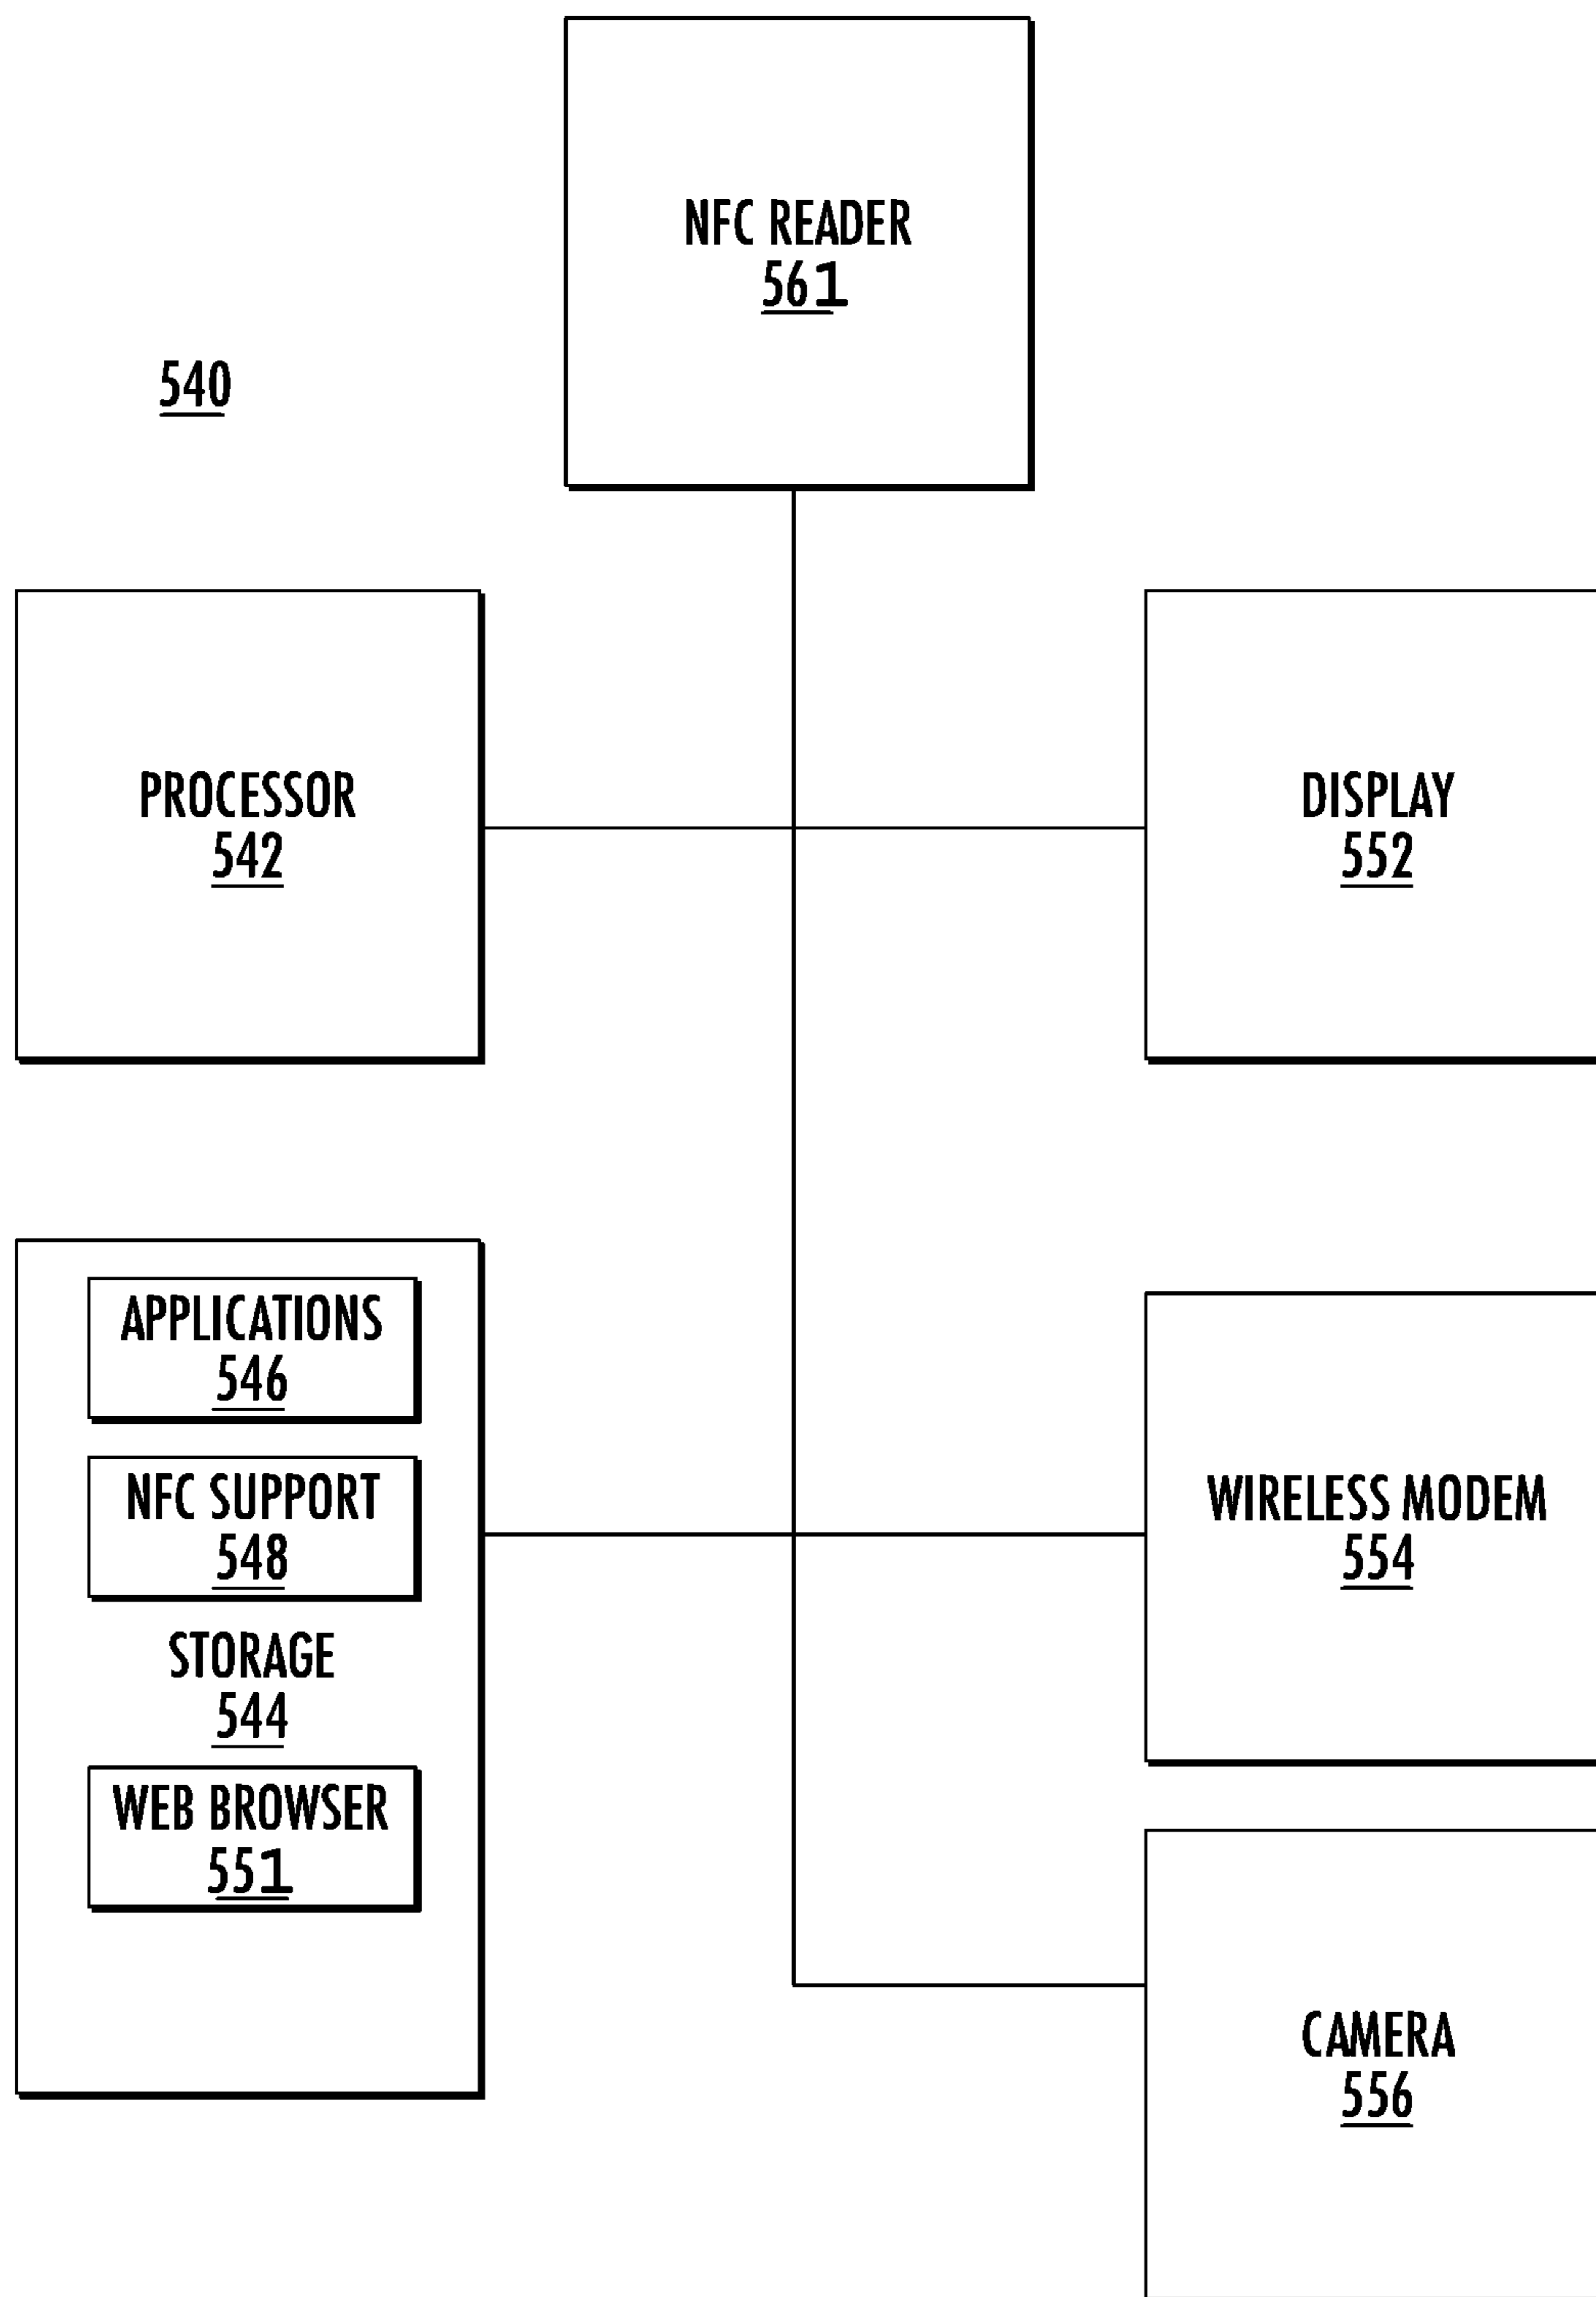 NFC READER
561
540
PROCESSOR
542
DISPLAY
552
APPLICATIONS
546
NFC SUPPORT
548
STORAGE
544
WEB BROWSER
551
WIRELESS MODEM
554
CAMERA
556